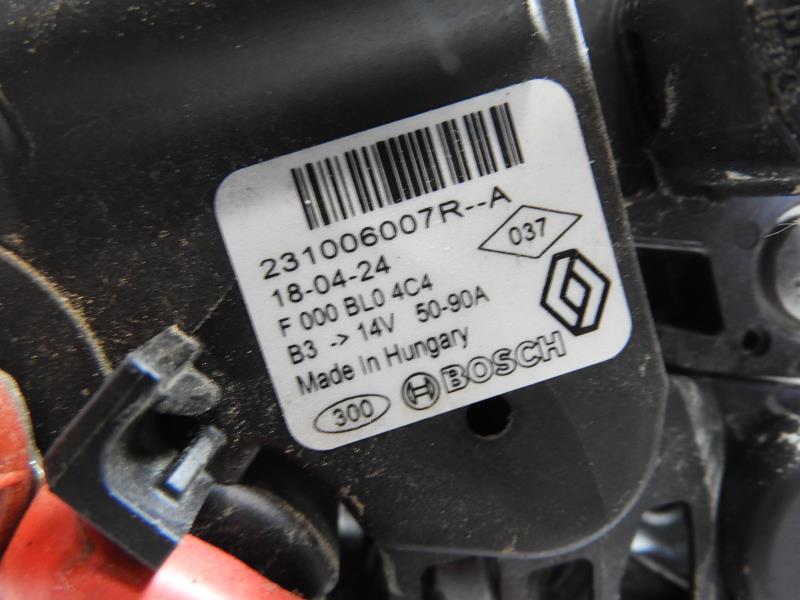 231006007R--A
037
18-04-24
F 000 BL0 4C4
B3 -> 14V 50-90A
Made in Hungary
300 BOSCH